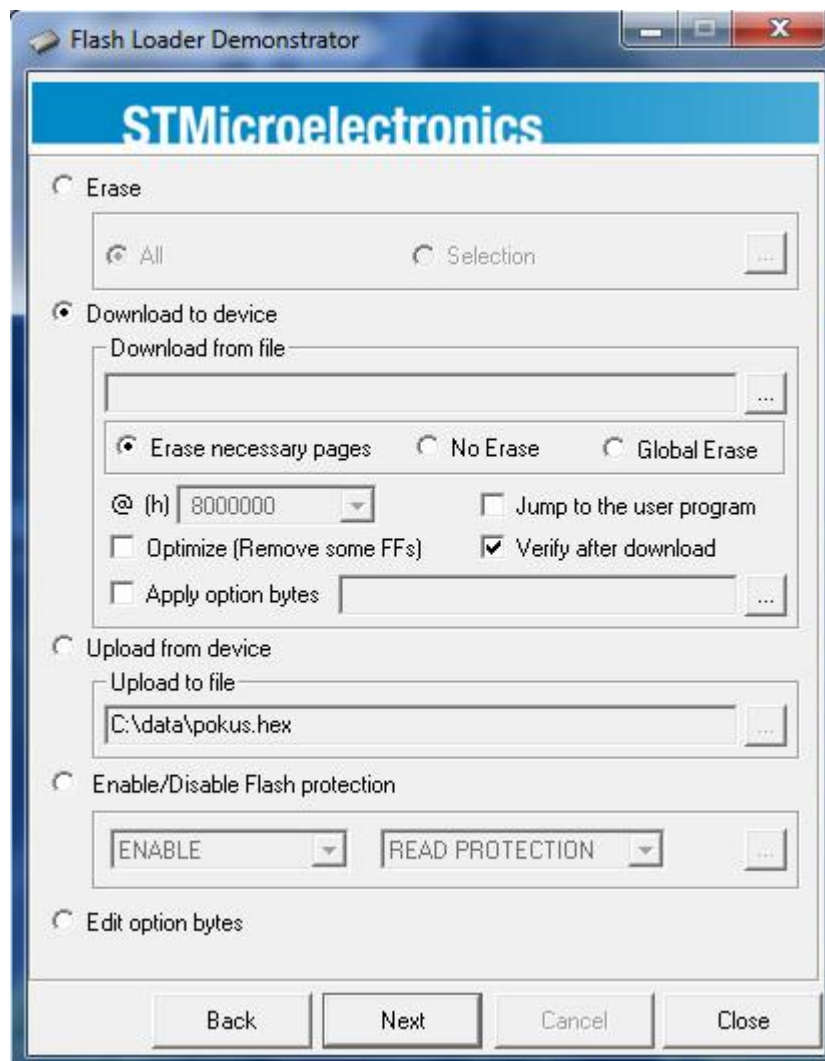 Flash Loader Demonstrator
STMicroelectronics
Erase
All Selection ...
Download to device
Download from file
...
Erase necessary pages No Erase Global Erase
@ (h) 8000000 Jump to the user program
Optimize (Remove some FFs) Verify after download
Apply option bytes ...
Upload from device
Upload to file
C:\data\pokus.hex ...
Enable/Disable Flash protection
ENABLE READ PROTECTION ...
Edit option bytes
Back Next Cancel Close